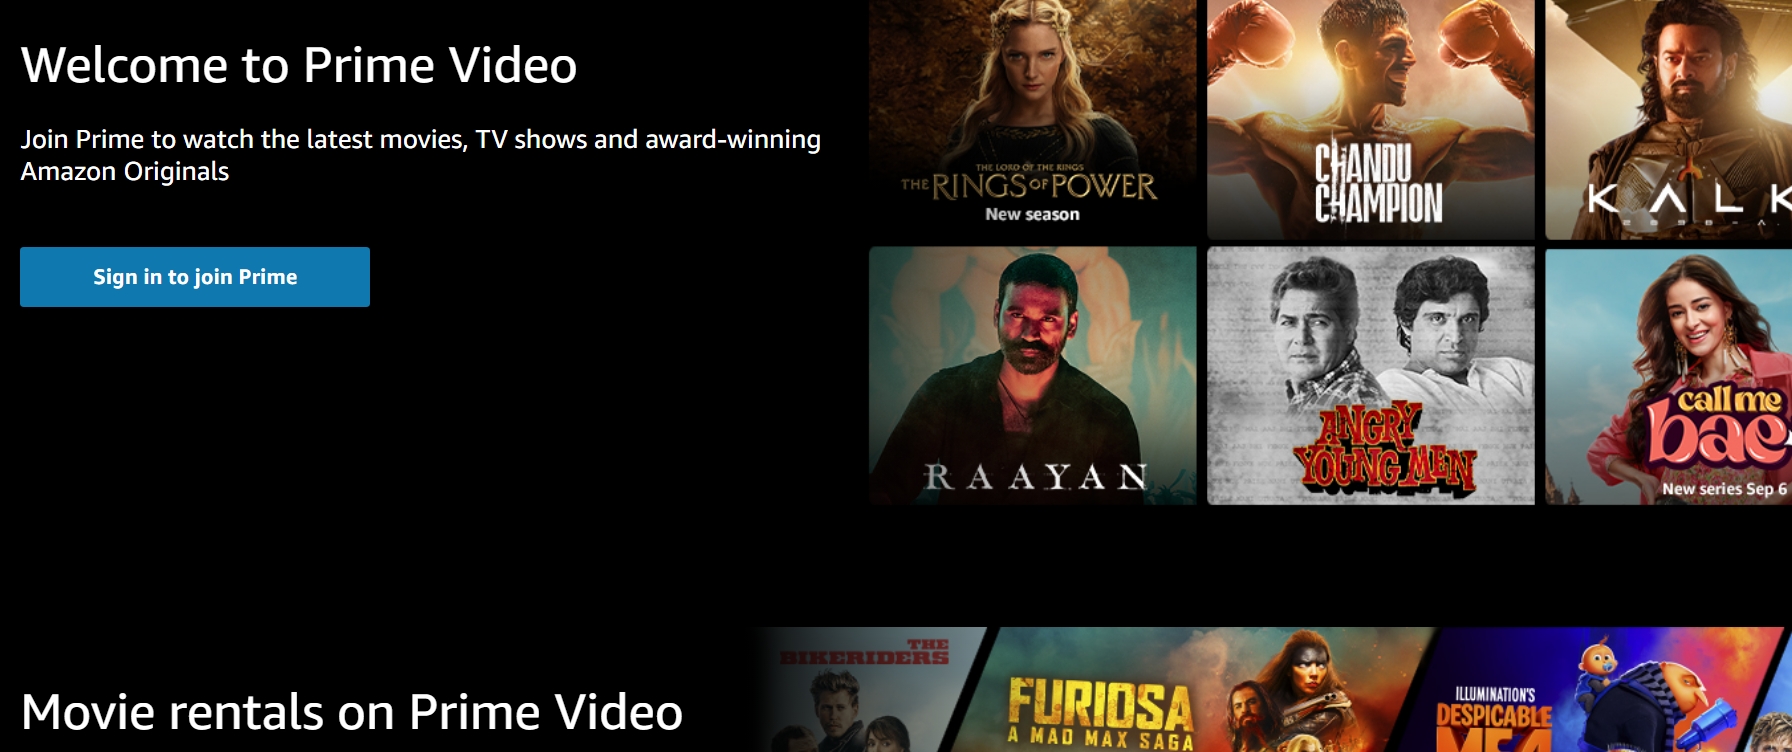 Welcome to Prime Video
Join Prime to watch the latest movies, TV shows and award-winning
Amazon Originals
Sign in to join Prime
THE LORD OF THE RINGS
THE RINGS OF POWER
New season
CHANDU
CHAMPION
KALK
RAAYAN
ANGRY
YOUNG MEN
call me
bae
New series Sep 6
Movie rentals on Prime Video
THE
BIKERIDERS
FURIOSA
A MAD MAX SAGA
ILLUMINATION'S
DESPICABLE
ME4